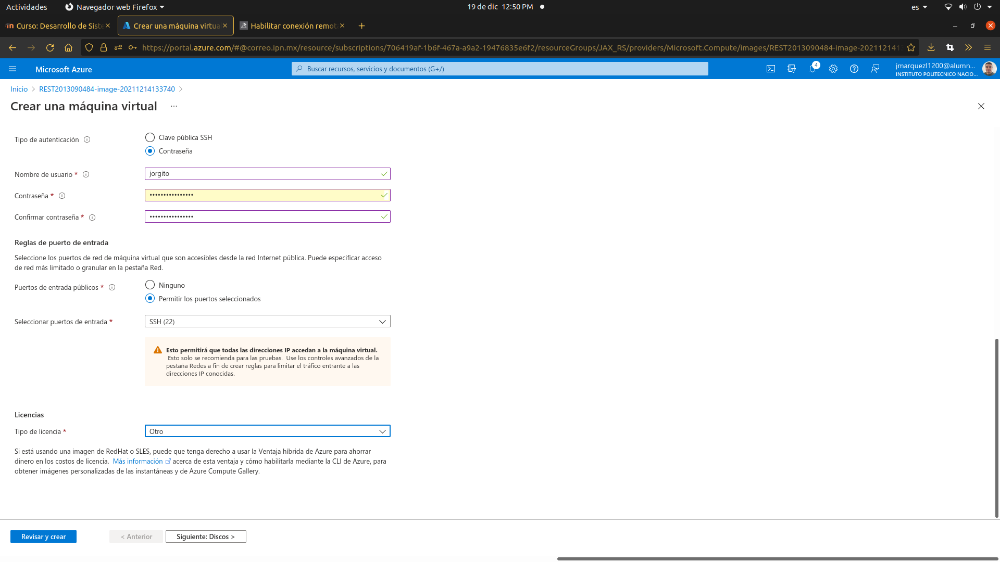 Actividades
Navegador web Firefox
19 de dic 12:50 PM
es
Curso: Desarrollo de Siste
Crear una máquina virtua
Habilitar conexión remot
https://portal.azure.com/#@correo.ipn.mx/resource/subscriptions/706419af-1b6f-467a-a9a2-19476835e6f2/resourceGroups/JAX_RS/providers/Microsoft.Compute/images/REST2013090484-image-2021121413
Microsoft Azure
Buscar recursos, servicios y documentos (G+/)
4
jmarquezl1200@alumn...
INSTITUTO POLITECNICO NACIO...
Inicio > REST2013090484-image-20211214133740 >
Crear una máquina virtual ...
Tipo de autenticación
Clave pública SSH
Contraseña
Nombre de usuario *
jorgito
Contraseña *
••••••••••••••••
Confirmar contraseña *
••••••••••••••••
Reglas de puerto de entrada
Seleccione los puertos de red de máquina virtual que son accesibles desde la red Internet pública. Puede especificar acceso
de red más limitado o granular en la pestaña Red.
Puertos de entrada públicos *
Ninguno
Permitir los puertos seleccionados
Seleccionar puertos de entrada *
SSH (22)
Esto permitirá que todas las direcciones IP accedan a la máquina virtual.
Esto solo se recomienda para las pruebas. Use los controles avanzados de la
pestaña Redes a fin de crear reglas para limitar el tráfico entrante a las
direcciones IP conocidas.
Licencias
Tipo de licencia *
Otro
Si está usando una imagen de RedHat o SLES, puede que tenga derecho a usar la Ventaja híbrida de Azure para ahorrar
dinero en los costos de licencia. Más información acerca de esta ventaja y cómo habilitarla mediante la CLI de Azure, para
obtener imágenes personalizadas de las instantáneas y de Azure Compute Gallery.
Revisar y crear
< Anterior
Siguiente: Discos >